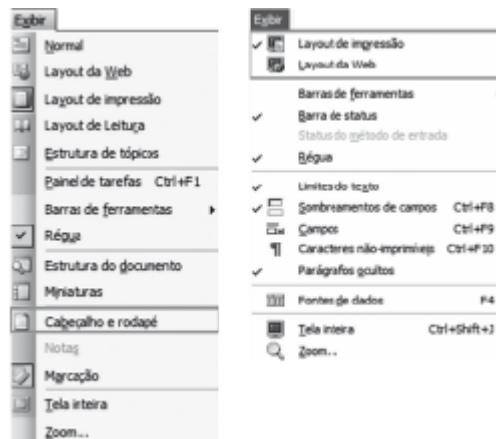 Exibir
Normal
Layout da Web
Layout de impressão
Layout de Leitura
Estrutura de tópicos
Painel de tarefas Ctrl+F1
Barras de ferramentas
Régua
Estrutura do documento
Miniaturas
Cabeçalho e rodapé
Notas
Marcação
Tela inteira
Zoom...
Exibir
Layout de impressão
Layout da Web
Barras de ferramentas
Barra de status
Status do método de entrada
Régua
Limites do texto
Sombreamentos de campos Ctrl+F8
Campos Ctrl+F9
Caracteres não-imprimíveis Ctrl+F10
Parágrafos ocultos
Fontes de dados F4
Tela inteira Ctrl+Shift+J
Zoom...